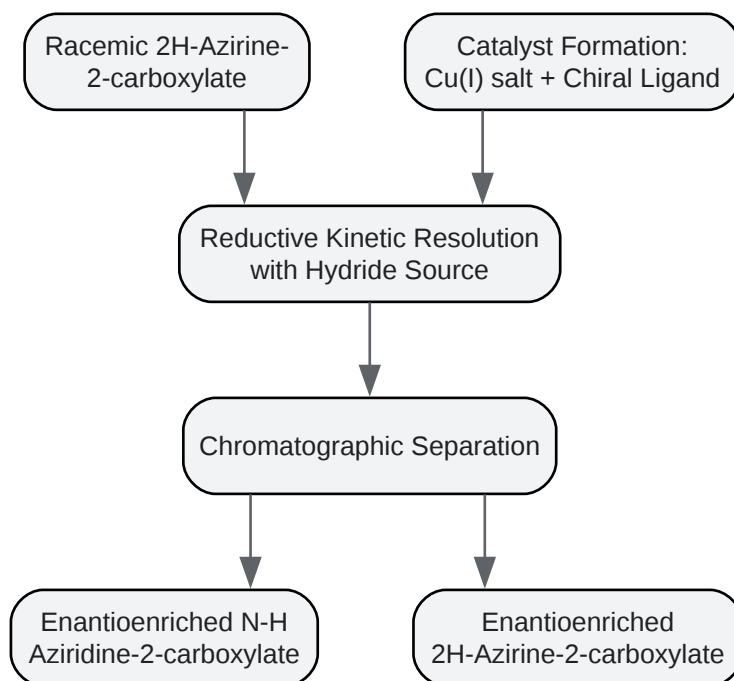 Racemic 2H-Azirine-
2-carboxylate
Catalyst Formation:
Cu(I) salt + Chiral Ligand
Reductive Kinetic Resolution
with Hydride Source
Chromatographic Separation
Enantioenriched N-H
Aziridine-2-carboxylate
Enantioenriched
2H-Azirine-2-carboxylate